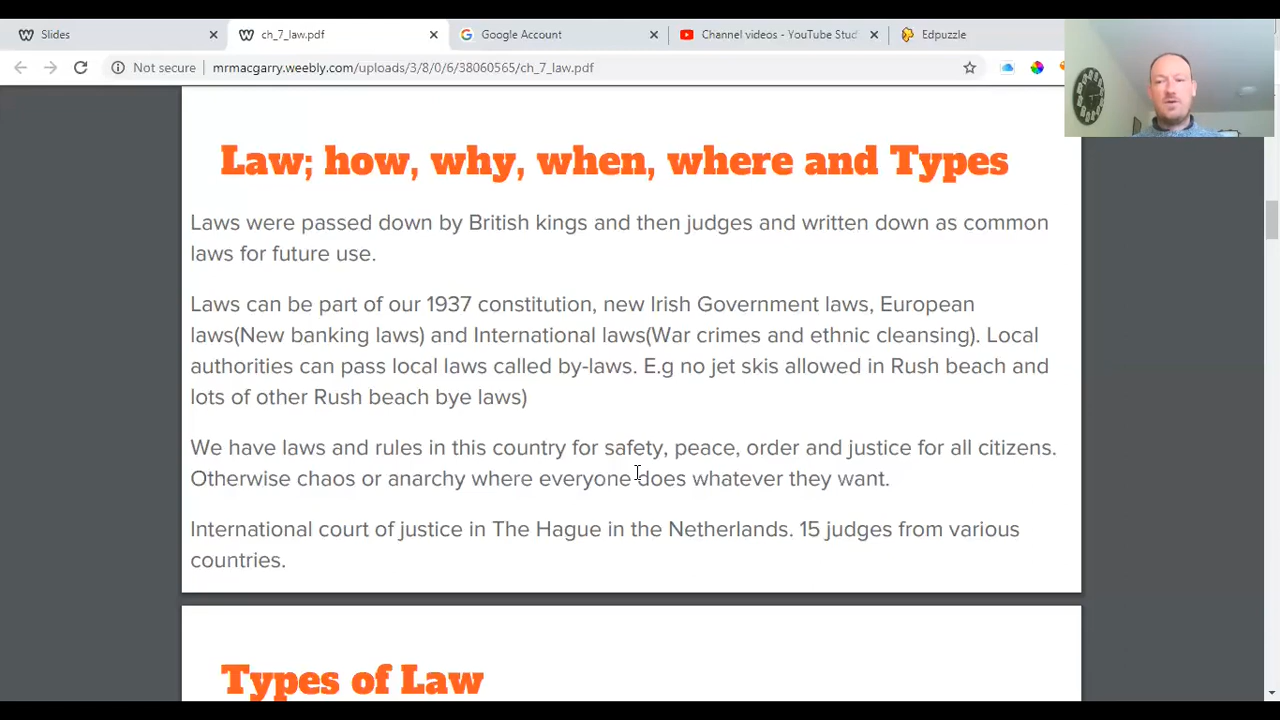 Slides
ch_7_law.pdf
Google Account
Channel videos - YouTube Stud
Edpuzzle
Not secure
mrmacgarry.weebly.com/uploads/3/8/0/6/38060565/ch_7_law.pdf
Law; how, why, when, where and Types
Laws were passed down by British kings and then judges and written down as common
laws for future use.
Laws can be part of our 1937 constitution, new Irish Government laws, European
laws(New banking laws) and International laws(War crimes and ethnic cleansing). Local
authorities can pass local laws called by-laws. E.g no jet skis allowed in Rush beach and
lots of other Rush beach bye laws)
We have laws and rules in this country for safety, peace, order and justice for all citizens.
Otherwise chaos or anarchy where everyone does whatever they want.
International court of justice in The Hague in the Netherlands. 15 judges from various
countries.
Types of Law